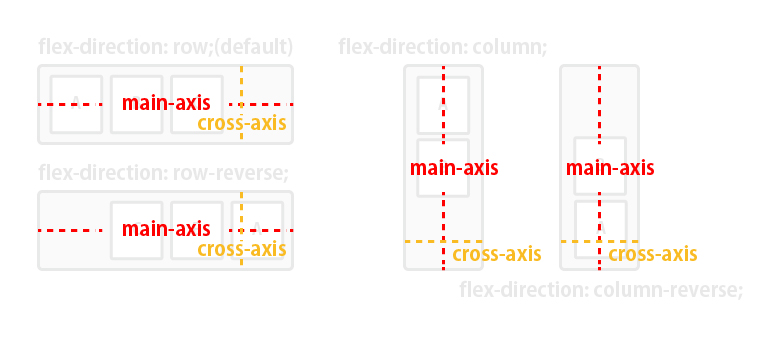 flex-direction: row;(default)
main-axis
cross-axis
flex-direction: row-reverse;
main-axis
cross-axis
flex-direction: column;
main-axis
cross-axis
main-axis
cross-axis
flex-direction: column-reverse;